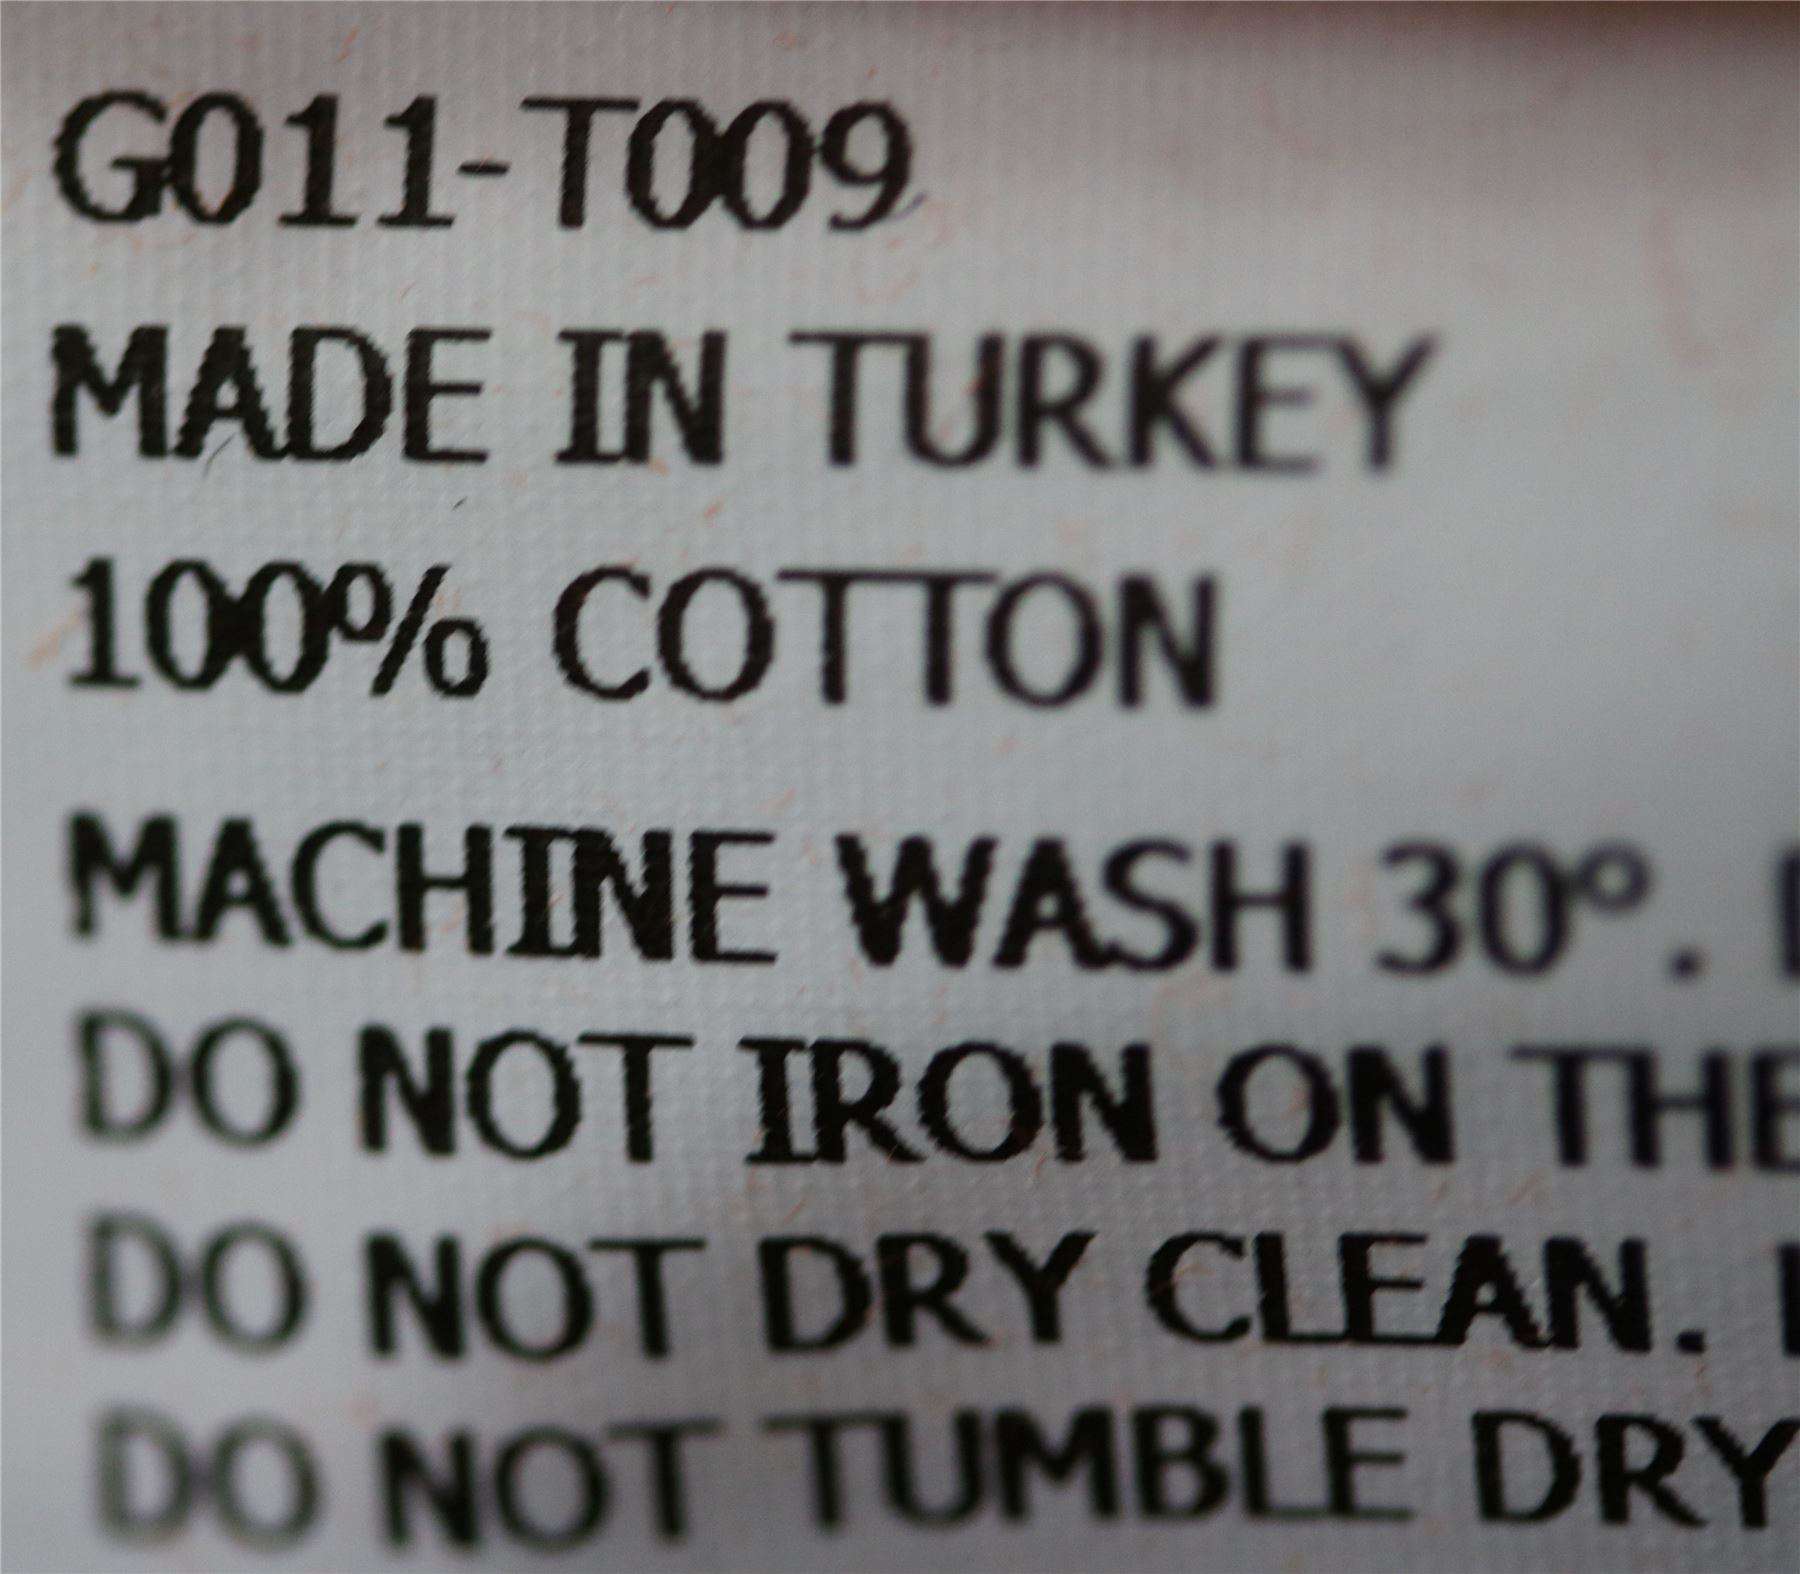 G011-T009
MADE IN TURKEY
100% COTTON
MACHINE WASH 30º.
DO NOT IRON ON THE
DO NOT DRY CLEAN.
DO NOT TUMBLE DRY